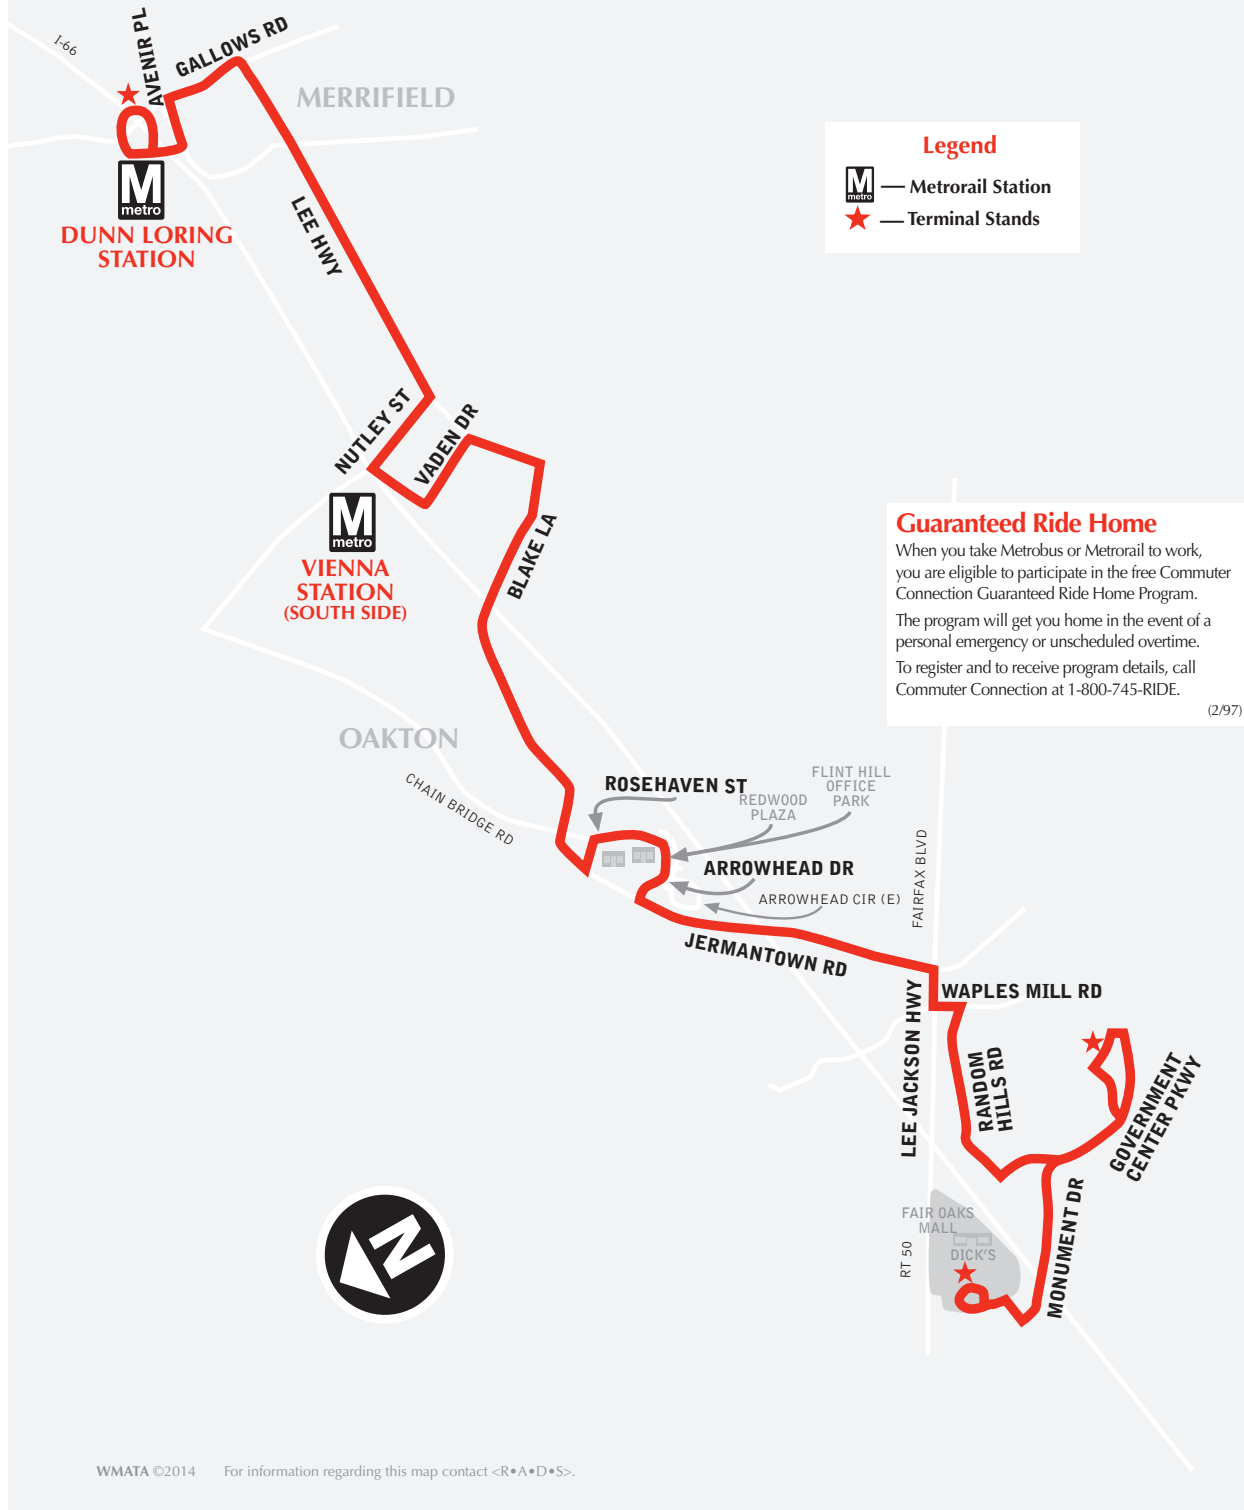 I-66
AVENIR PL
GALLOWS RD
MERRIFIELD
M
metro
DUNN LORING
STATION
LEE HWY
Legend
M
metro
— Metrorail Station
— Terminal Stands
NUTLEY ST
VADEN DR
M
metro
VIENNA
STATION
(SOUTH SIDE)
BLAKE LA
Guaranteed Ride Home
When you take Metrobus or Metrorail to work,
you are eligible to participate in the free Commuter
Connection Guaranteed Ride Home Program.
The program will get you home in the event of a
personal emergency or unscheduled overtime.
To register and to receive program details, call
Commuter Connection at 1-800-745-RIDE.
(2/97)
OAKTON
CHAIN BRIDGE RD
ROSEHAVEN ST
REDWOOD
PLAZA
FLINT HILL
OFFICE
PARK
ARROWHEAD DR
ARROWHEAD CIR (E)
FAIRFAX BLVD
JERMANTOWN RD
LEE JACKSON HWY
WAPLES MILL RD
RANDOM
HILLS RD
GOVERNMENT
CENTER PKWY
MONUMENT DR
FAIR OAKS
MALL
DICK'S
RT 50
N
WMATA ©2014 For information regarding this map contact <R•A•D•S>.